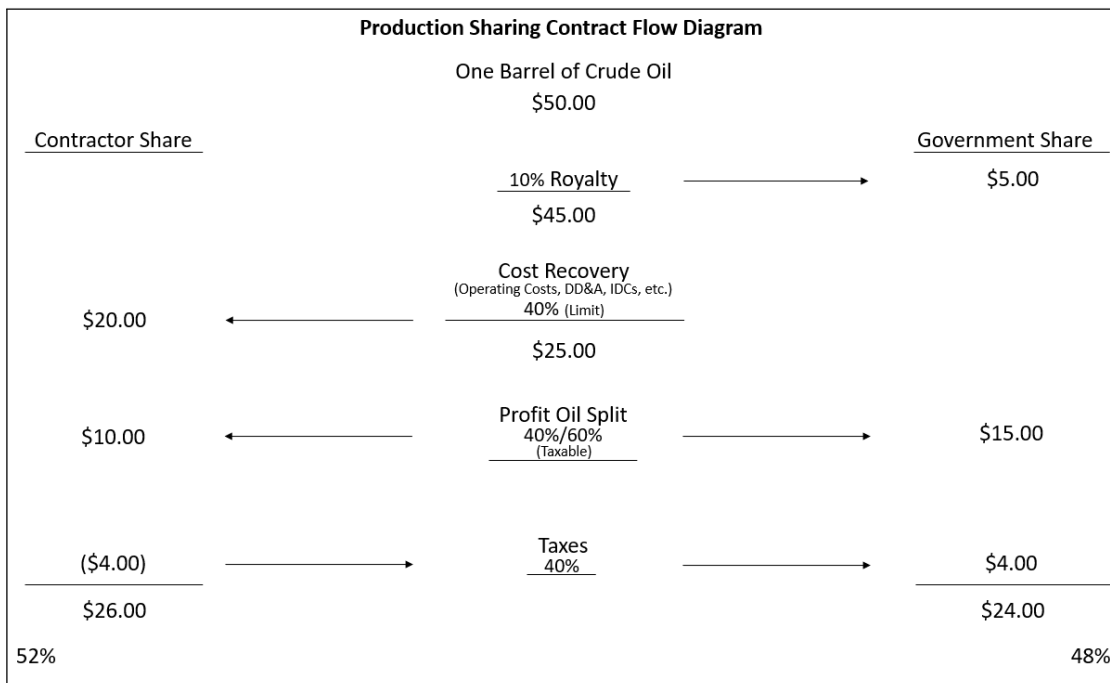 Production Sharing Contract Flow Diagram
One Barrel of Crude Oil
$50.00
Contractor Share
Government Share
10% Royalty
$5.00
$45.00
Cost Recovery
(Operating Costs, DD&A, IDCs, etc.)
40% (Limit)
$20.00
$25.00
Profit Oil Split
$10.00
40%/60%
$15.00
(Taxable)
Taxes
($4.00)
40%
$4.00
$26.00
$24.00
52%
48%